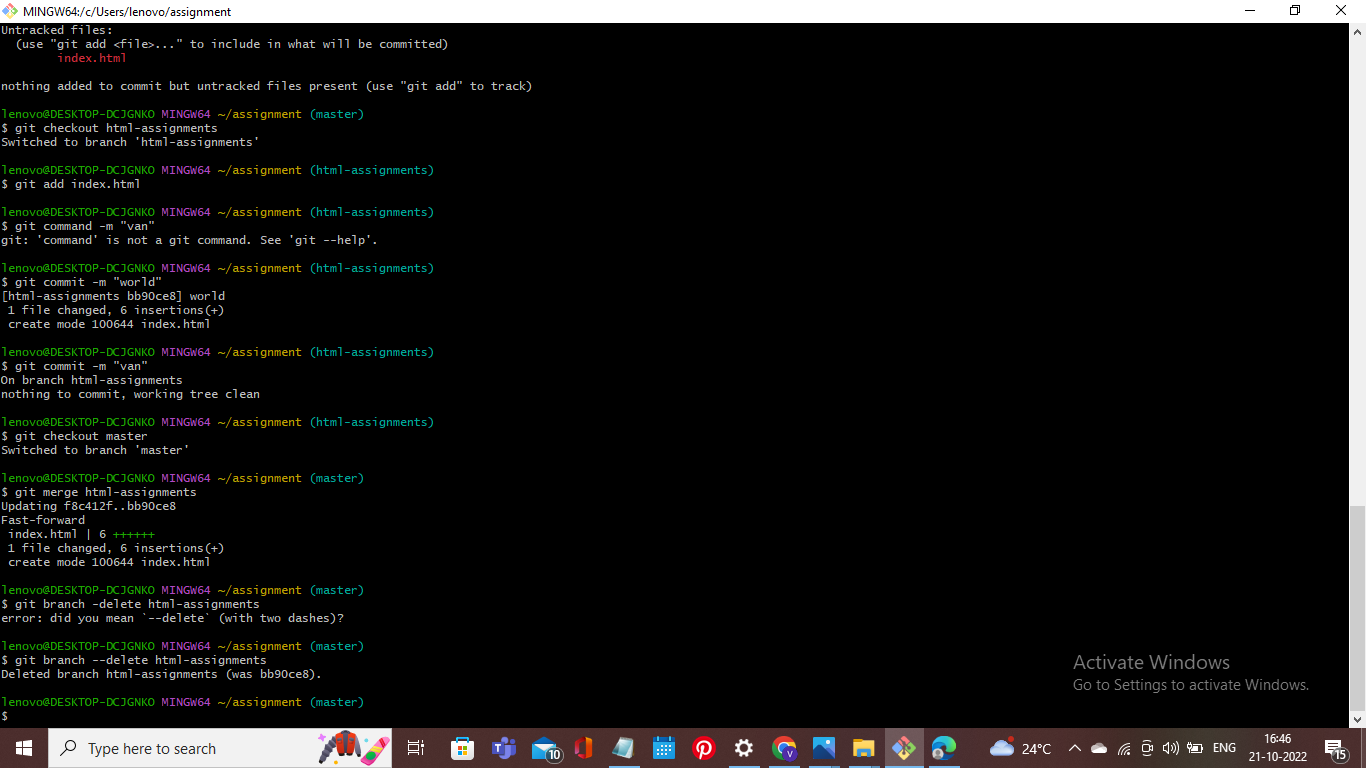 MINGW64:/c/Users/lenovo/assignment
Untracked files:
  (use "git add <file>..." to include in what will be committed)
        index.html

nothing added to commit but untracked files present (use "git add" to track)

lenovo@DESKTOP-DCJGNKO MINGW64 ~/assignment (master)
$ git checkout html-assignments
Switched to branch 'html-assignments'

lenovo@DESKTOP-DCJGNKO MINGW64 ~/assignment (html-assignments)
$ git add index.html

lenovo@DESKTOP-DCJGNKO MINGW64 ~/assignment (html-assignments)
$ git command -m "van"
git: 'command' is not a git command. See 'git --help'.

lenovo@DESKTOP-DCJGNKO MINGW64 ~/assignment (html-assignments)
$ git commit -m "world"
[html-assignments bb90ce8] world
 1 file changed, 6 insertions(+)
 create mode 100644 index.html

lenovo@DESKTOP-DCJGNKO MINGW64 ~/assignment (html-assignments)
$ git commit -m "van"
On branch html-assignments
nothing to commit, working tree clean

lenovo@DESKTOP-DCJGNKO MINGW64 ~/assignment (html-assignments)
$ git checkout master
Switched to branch 'master'

lenovo@DESKTOP-DCJGNKO MINGW64 ~/assignment (master)
$ git merge html-assignments
Updating f8c412f..bb90ce8
Fast-forward
 index.html | 6 ++++++
 1 file changed, 6 insertions(+)
 create mode 100644 index.html

lenovo@DESKTOP-DCJGNKO MINGW64 ~/assignment (master)
$ git branch -delete html-assignments
error: did you mean `--delete` (with two dashes)?

lenovo@DESKTOP-DCJGNKO MINGW64 ~/assignment (master)
$ git branch --delete html-assignments
Deleted branch html-assignments (was bb90ce8).

lenovo@DESKTOP-DCJGNKO MINGW64 ~/assignment (master)
$
Activate Windows
Go to Settings to activate Windows.
Type here to search
10
V
24°C
ENG
16:46
21-10-2022
15